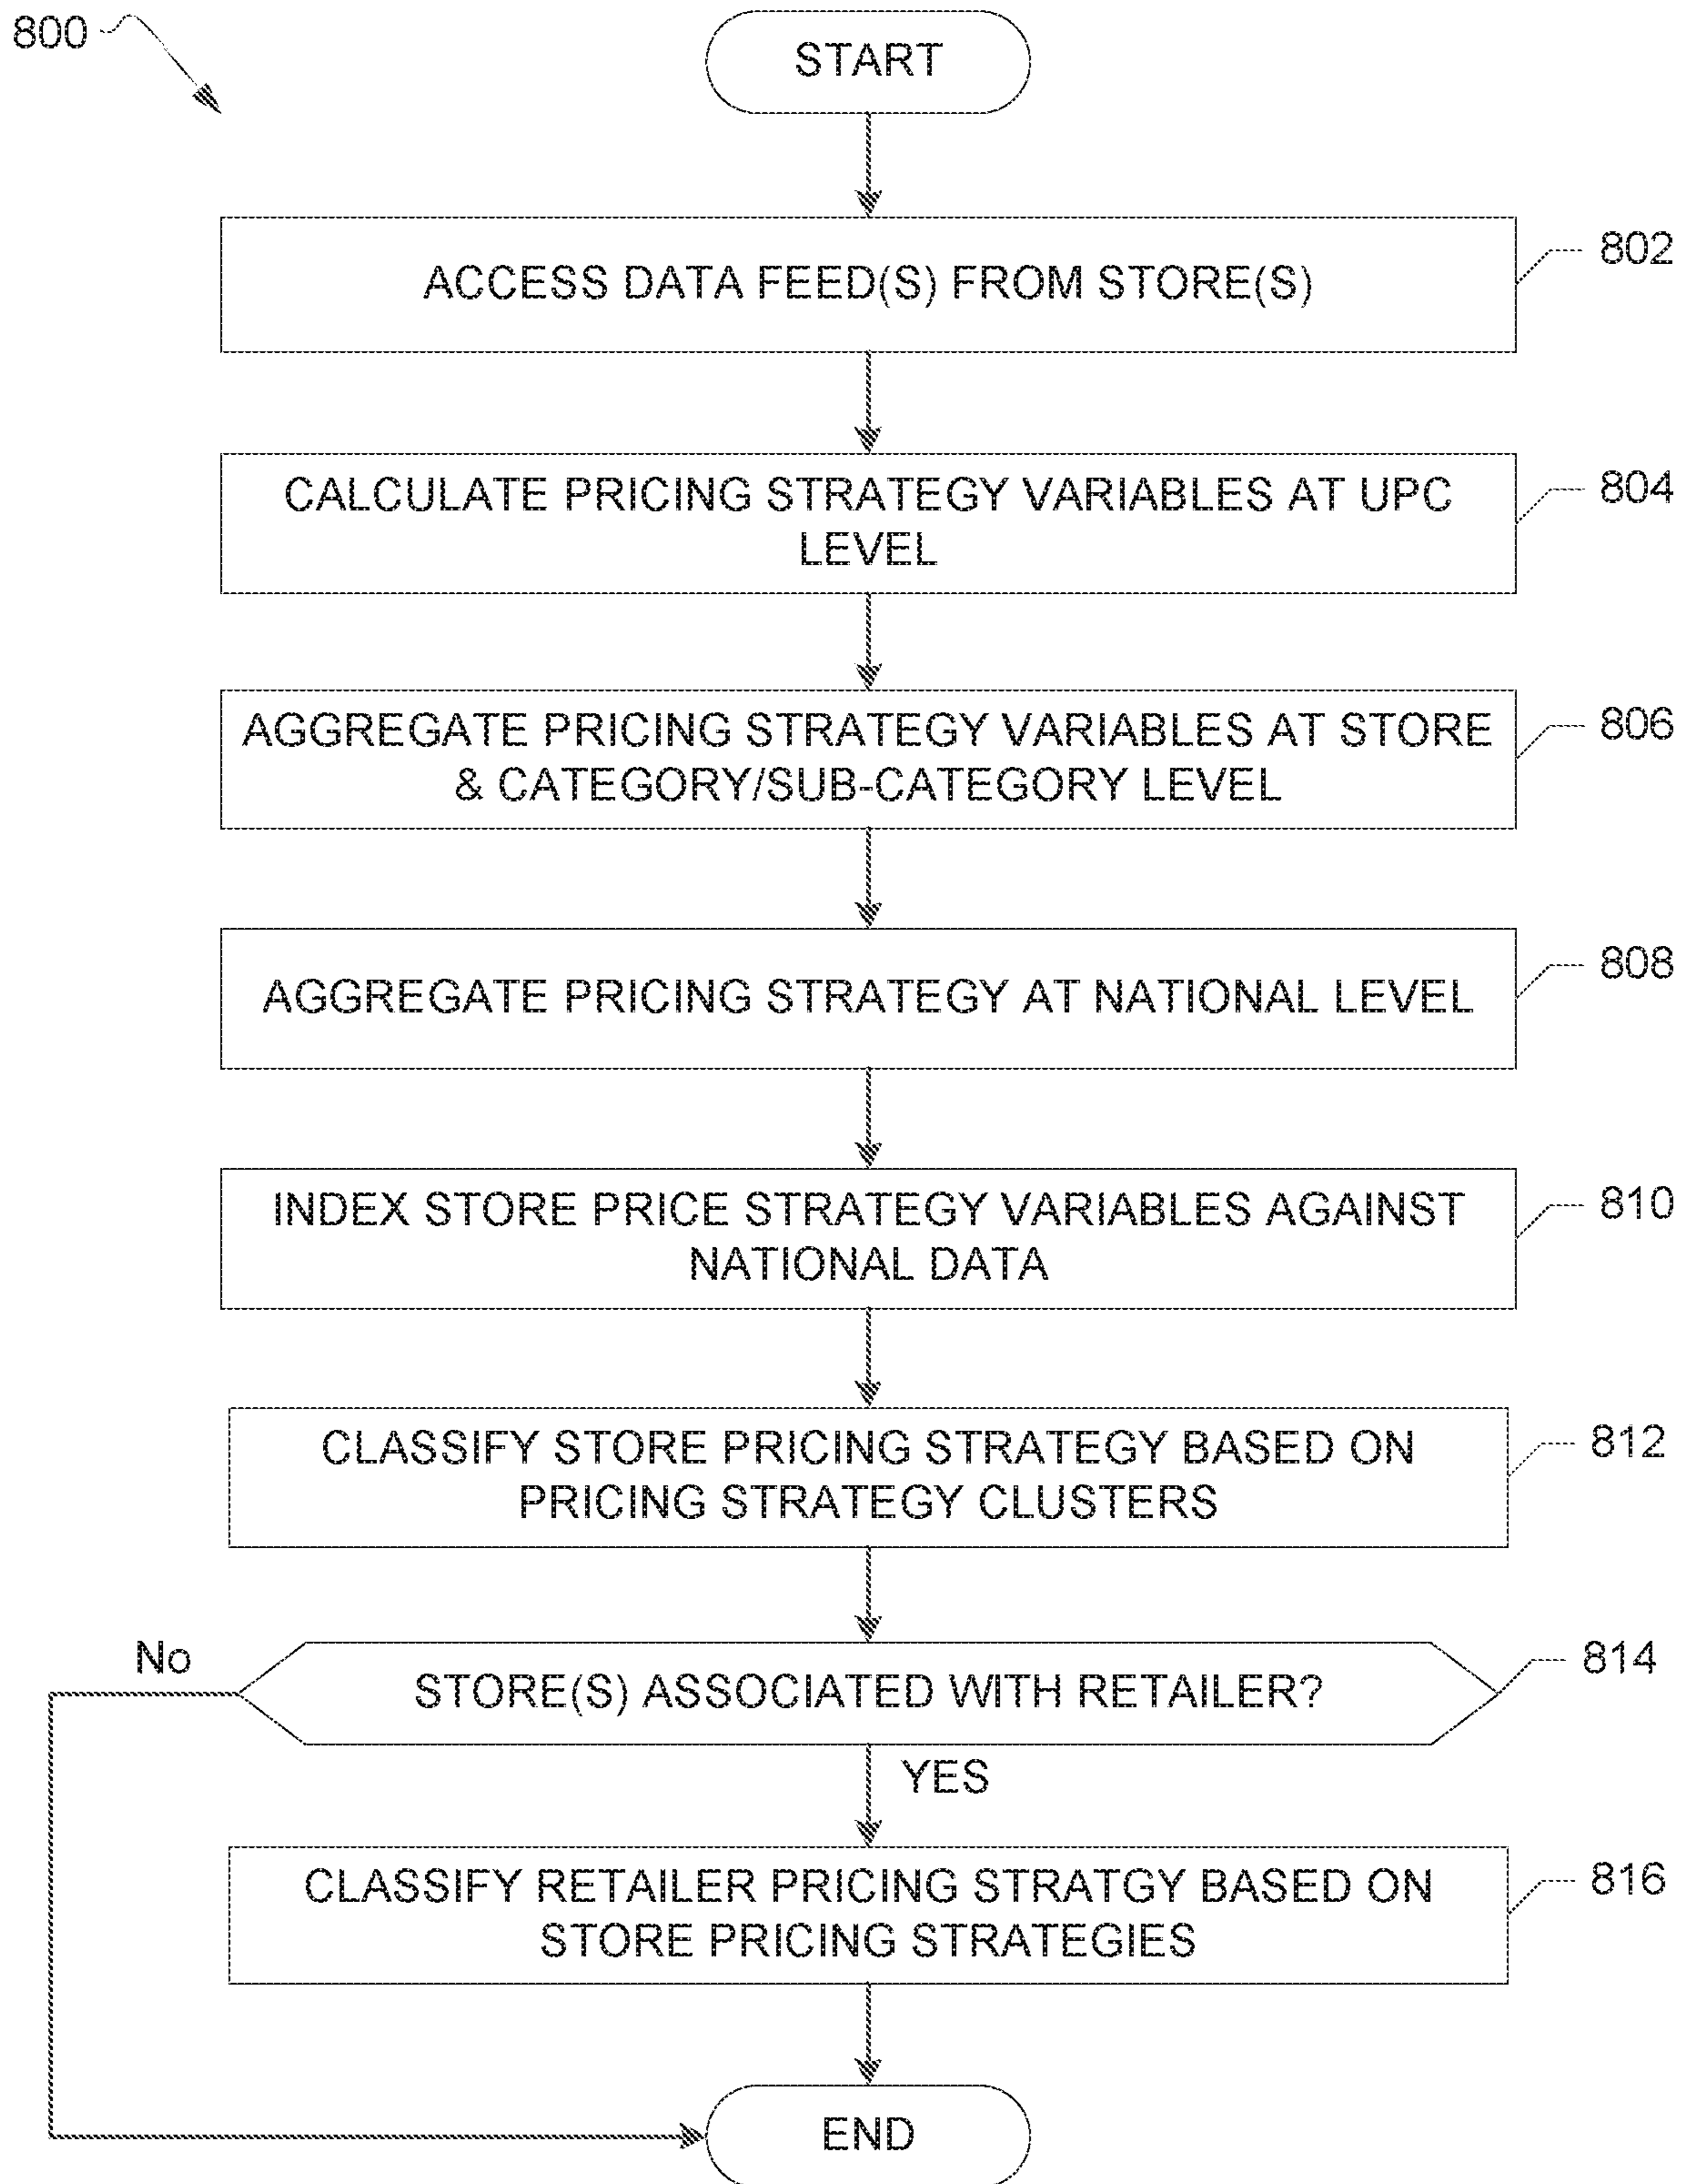 800
START
802
ACCESS DATA FEED(S) FROM STORE(S)
804
CALCULATE PRICING STRATEGY VARIABLES AT UPC
LEVEL
806
AGGREGATE PRICING STRATEGY VARIABLES AT STORE
& CATEGORY/SUB-CATEGORY LEVEL
808
AGGREGATE PRICING STRATEGY AT NATIONAL LEVEL
810
INDEX STORE PRICE STRATEGY VARIABLES AGAINST
NATIONAL DATA
812
CLASSIFY STORE PRICING STRATEGY BASED ON
PRICING STRATEGY CLUSTERS
No
814
STORE(S) ASSOCIATED WITH RETAILER?
YES
816
CLASSIFY RETAILER PRICING STRATGY BASED ON
STORE PRICING STRATEGIES
END